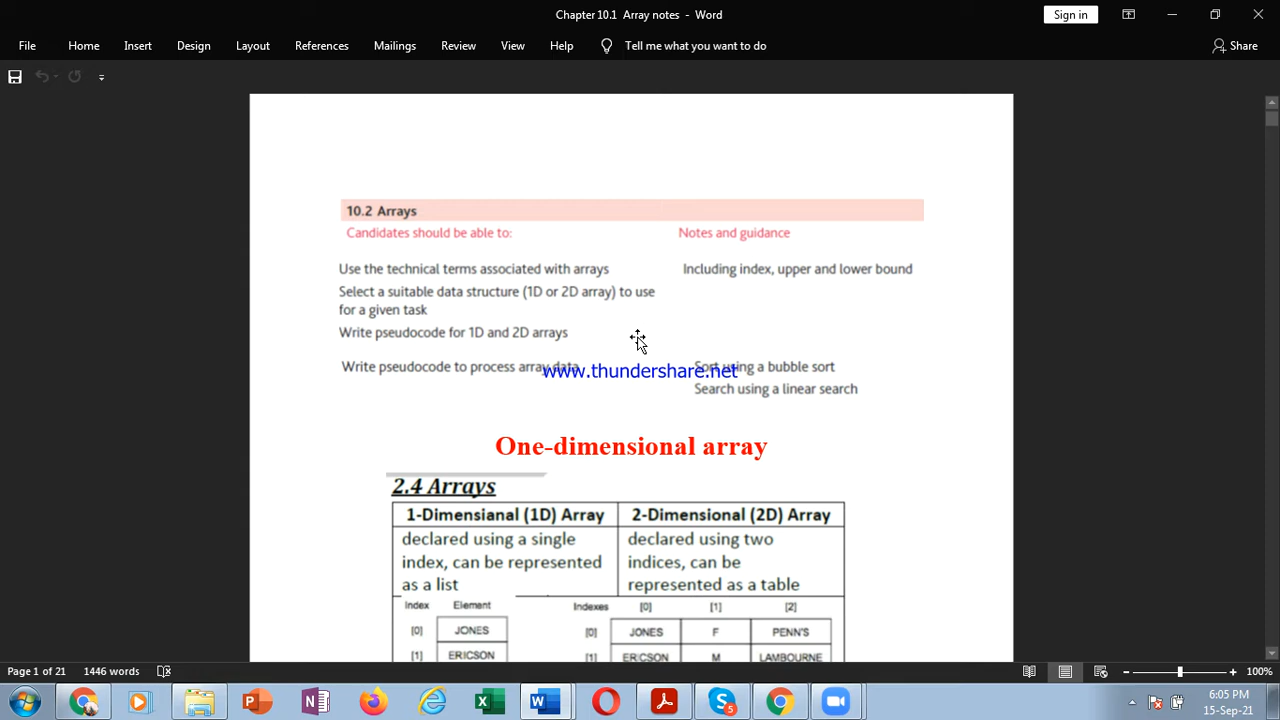 Chapter 10.1 Array notes - Word
Sign in
File Home Insert Design Layout References Mailings Review View Help Tell me what you want to do
Share
10.2 Arrays
Candidates should be able to: Notes and guidance
Use the technical terms associated with arrays Including index, upper and lower bound
Select a suitable data structure (1D or 2D array) to use
for a given task
Write pseudocode for 1D and 2D arrays
Write pseudocode to process array data Sort using a bubble sort
www.thundershare.net
Search using a linear search
One-dimensional array
2.4 Arrays
1-Dimensianal (1D) Array 2-Dimensional (2D) Array
declared using a single declared using two
index, can be represented indices, can be
as a list represented as a table
Index Element Indexes [0] [1] [2]
[0] JONES [0] JONES F PENN'S
[1] ERICSON [1] ERICSON M LAMBOURNE
Page 1 of 21 1446 words 100%
6:05 PM
15-Sep-21